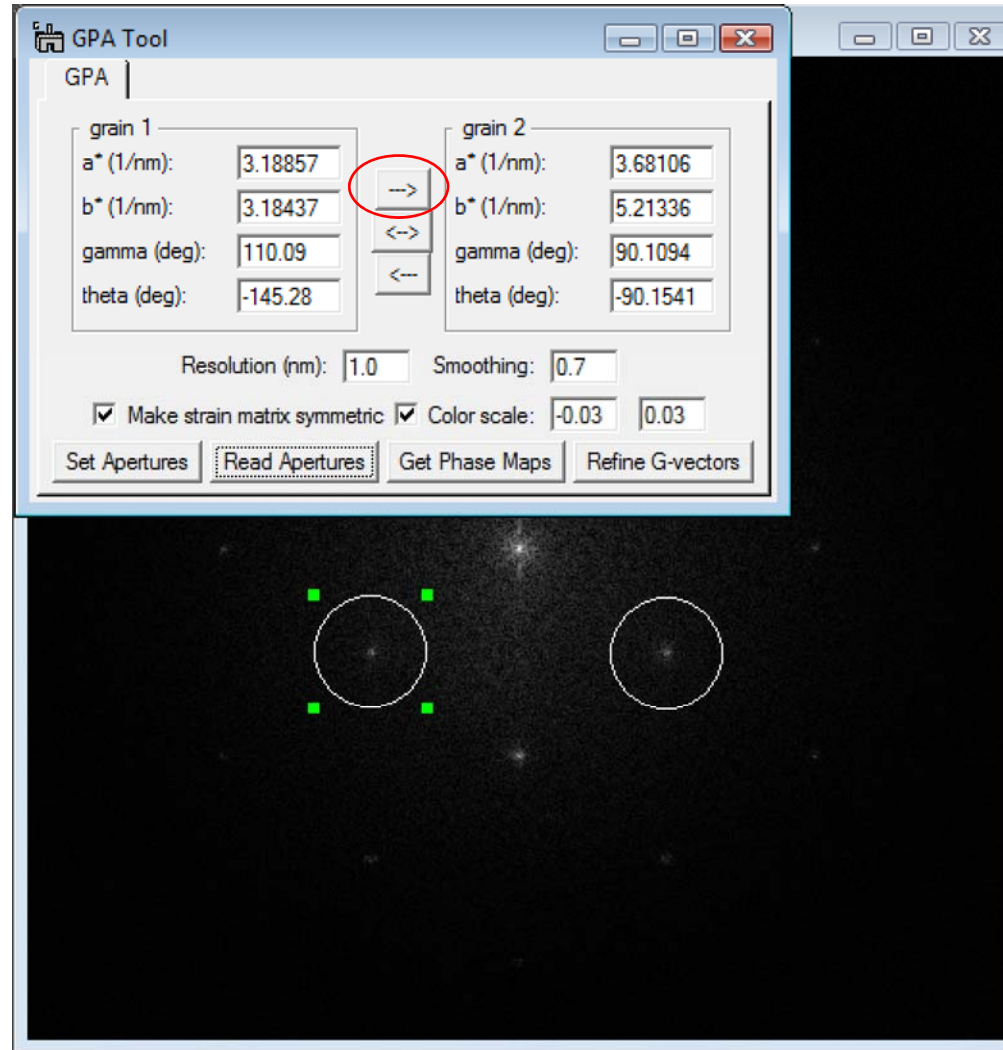 GPA Tool
GPA
grain 1
a* (1/nm): 3.18857
b* (1/nm): 3.18437
gamma (deg): 110.09
theta (deg): -145.28
--->
<-->
<---
grain 2
a* (1/nm): 3.68106
b* (1/nm): 5.21336
gamma (deg): 90.1094
theta (deg): -90.1541
Resolution (nm): 1.0 Smoothing: 0.7
Make strain matrix symmetric Color scale: -0.03 0.03
Set Apertures Read Apertures Get Phase Maps Refine G-vectors